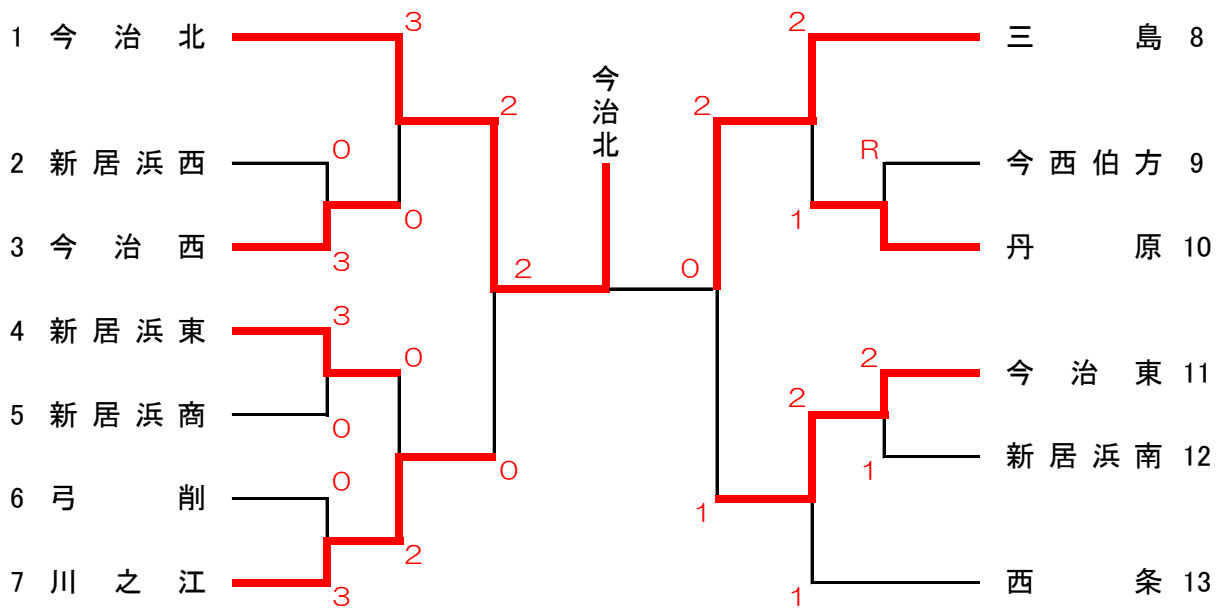 1 今治北 3
2 新居浜西 0
3 今治西 3
0
2
4 新居浜東 3
0
5 新居浜商 0
6 弓削 0
7 川之江 3
2
0
今治北
2
0
三島 8
2
2
今西伯方 9
R
丹原 10
1
今治東 11
2
2
新居浜南 12
1
1
西条 13
1